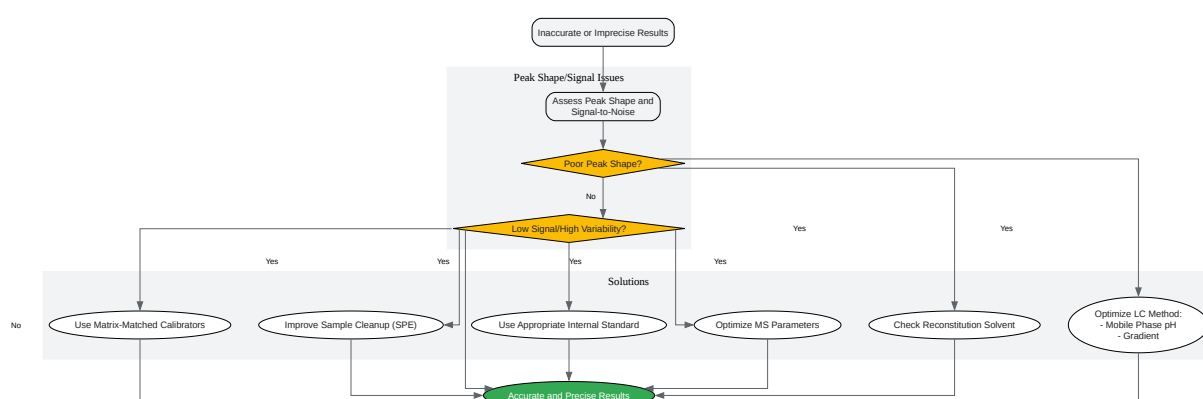 Inaccurate or Imprecise Results
Peak Shape/Signal Issues
Assess Peak Shape and
Signal-to-Noise
Poor Peak Shape?
No
Low Signal/High Variability?
Yes
Yes
Yes
Yes
Yes
Yes
Solutions
No
Use Matrix-Matched Calibrators
Improve Sample Cleanup (SPE)
Use Appropriate Internal Standard
Optimize MS Parameters
Check Reconstitution Solvent
Optimize LC Method:
- Mobile Phase pH
- Gradient
Accurate and Precise Results